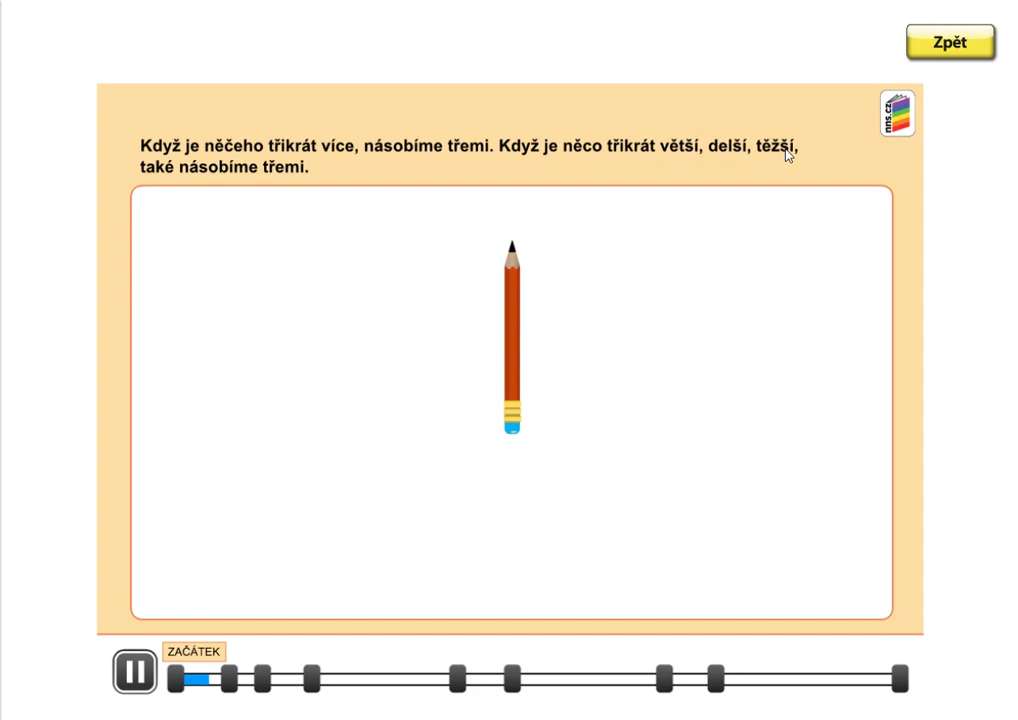 Zpět
nns.cz
Když je něčeho třikrát více, násobíme třemi. Když je něco třikrát větší, delší, těžší,
také násobíme třemi.
ZAČÁTEK